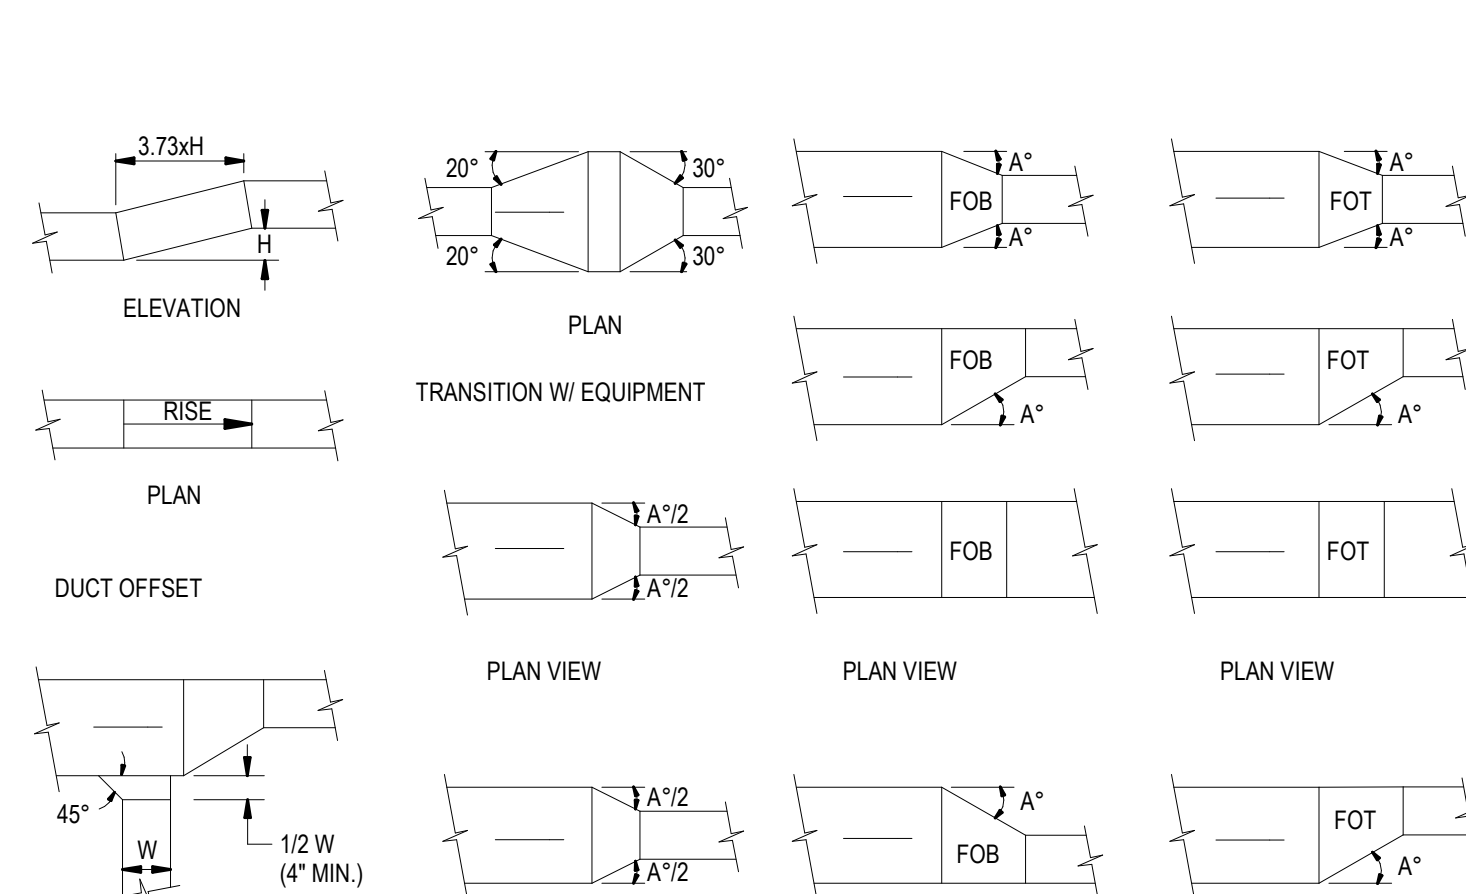 3.73xH
H
ELEVATION
RISE
PLAN
DUCT OFFSET
45°
W
1/2 W
(4" MIN.)
20°
30°
20°
30°
PLAN
TRANSITION W/ EQUIPMENT
A°/2
A°/2
PLAN VIEW
A°/2
A°/2
A°
FOB
A°
FOB
A°
FOB
PLAN VIEW
A°
FOB
A°
FOT
A°
FOT
A°
FOT
PLAN VIEW
FOT
A°